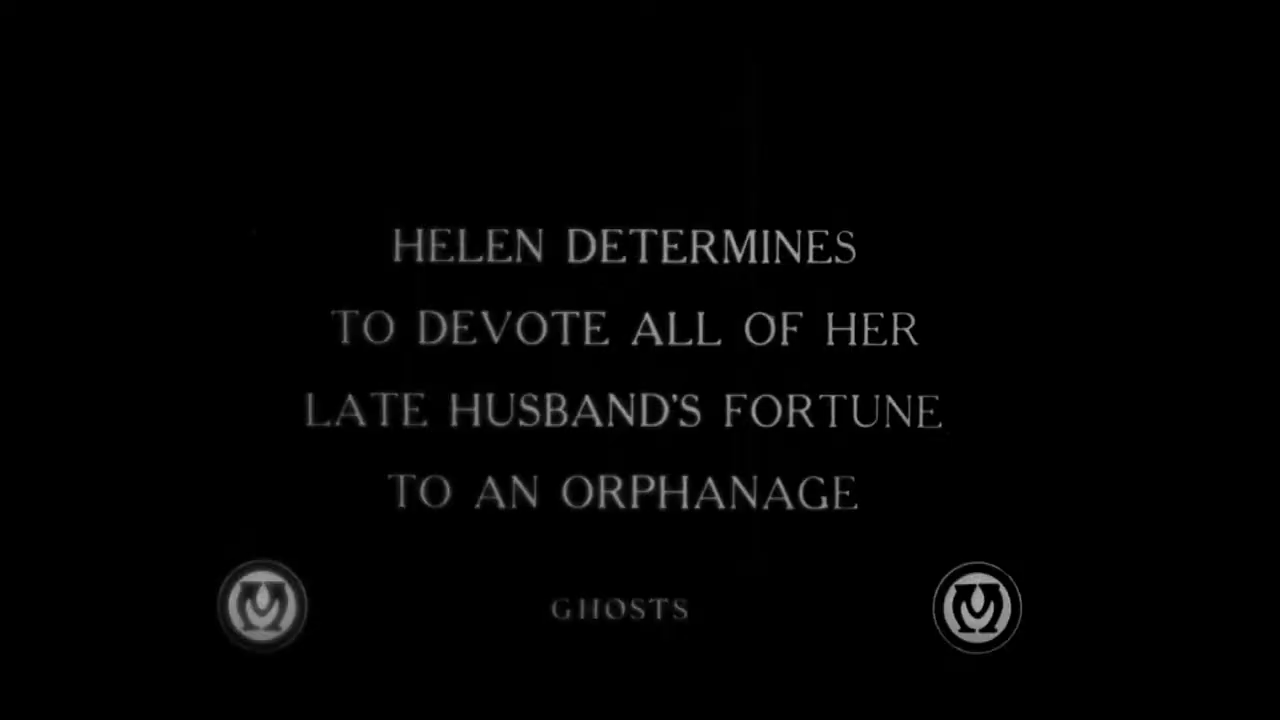 HELEN DETERMINES
TO DEVOTE ALL OF HER
LATE HUSBAND'S FORTUNE
TO AN ORPHANAGE
GHOSTS